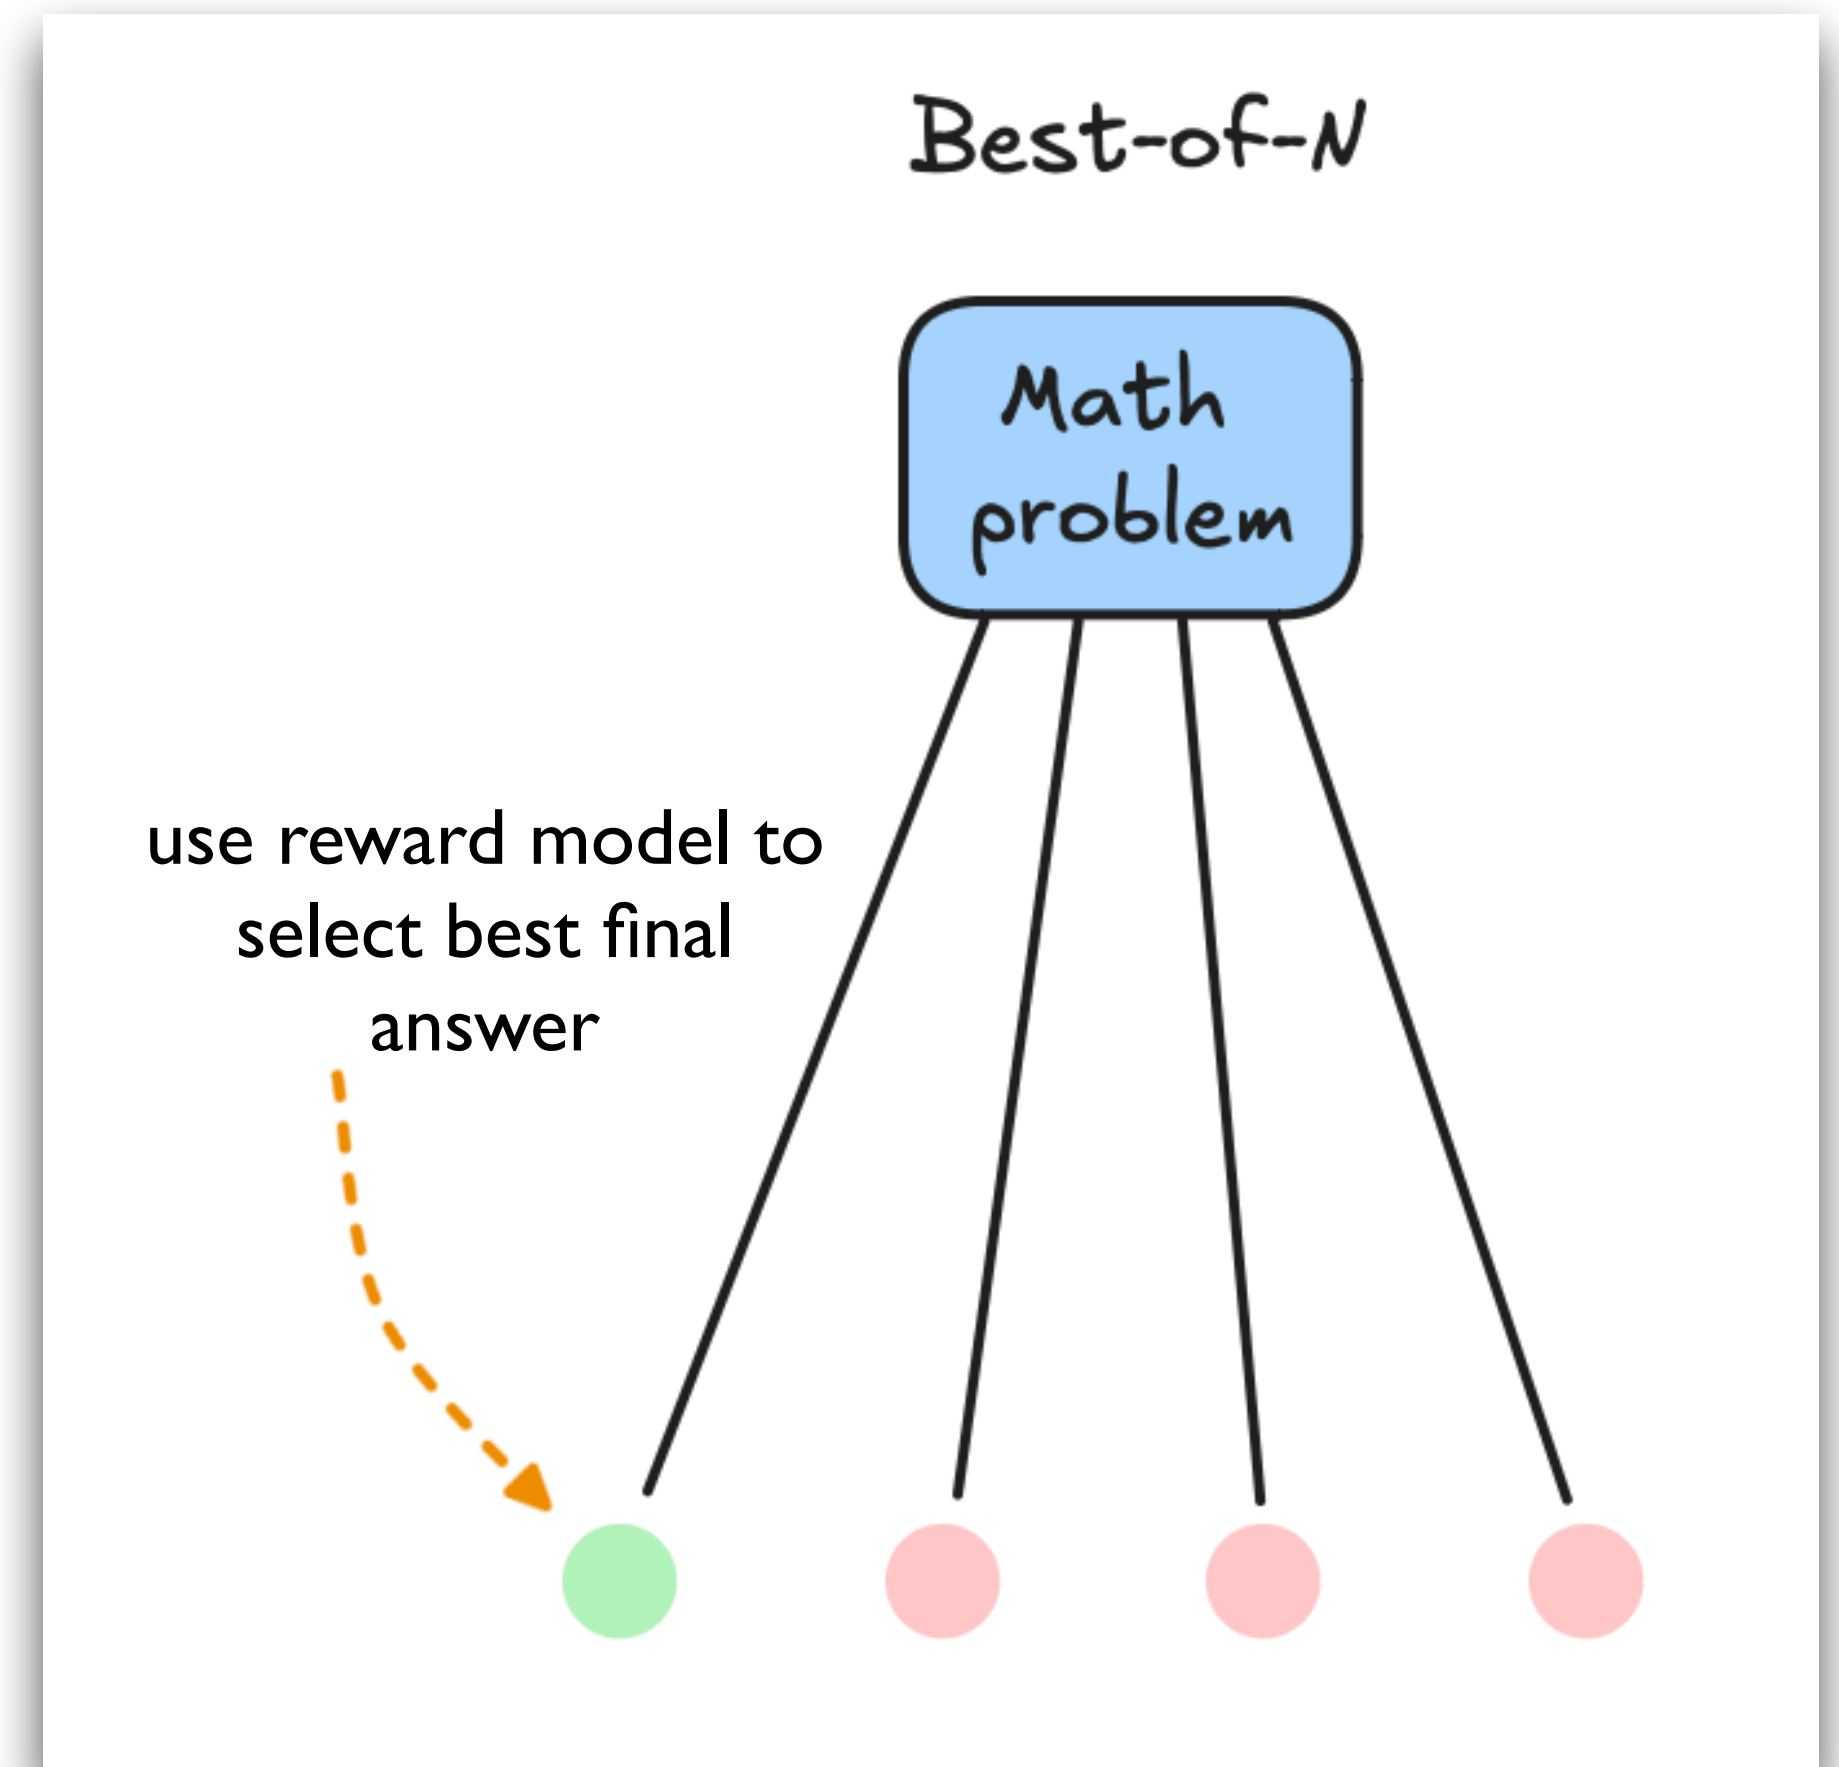 Best-of-N
Math
problem
use reward model to
select best final
answer